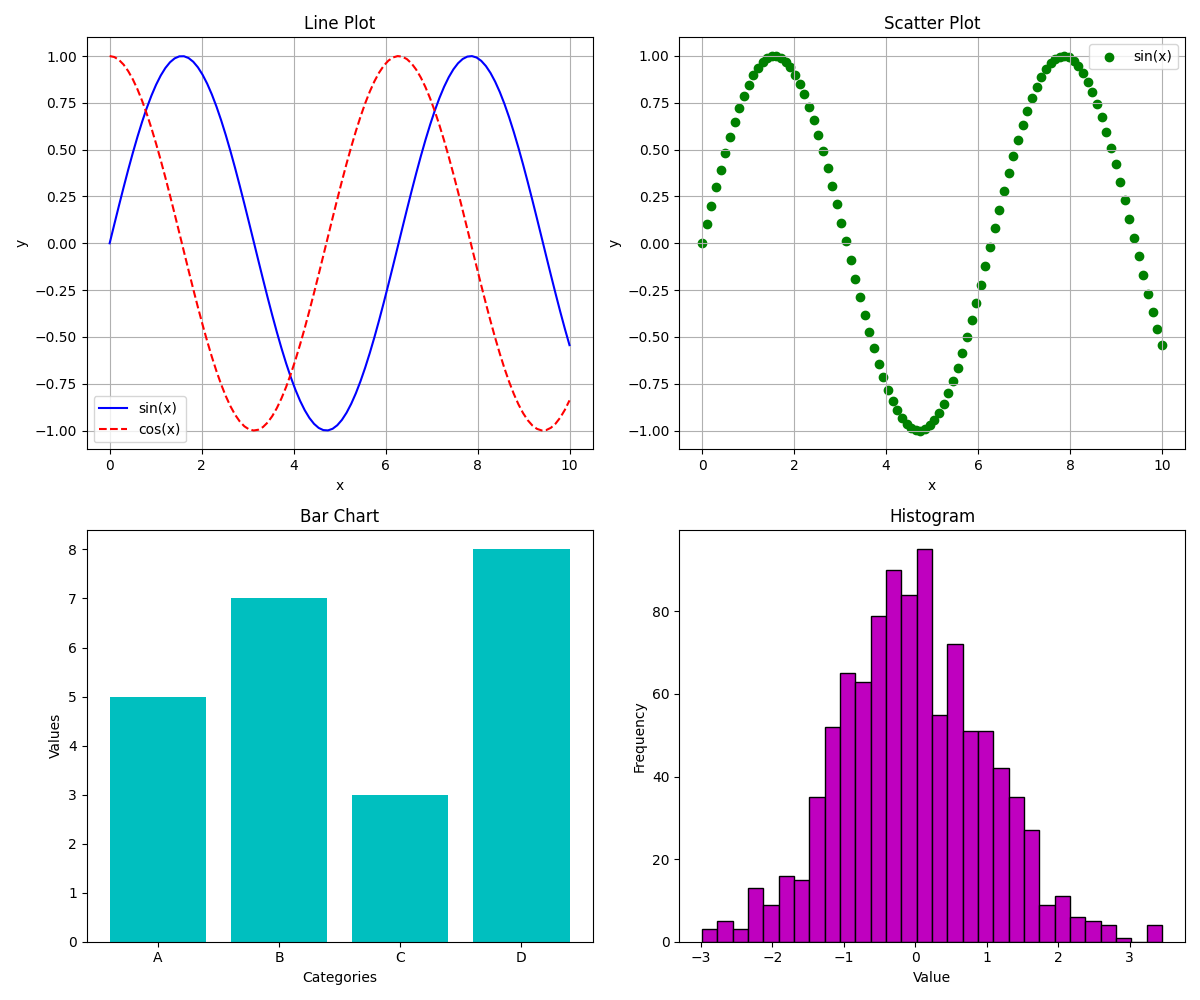 Line Plot
1.00
0.75
0.50
0.25
0.00
−0.25
−0.50
−0.75
−1.00
y
sin(x)
cos(x)
0 2 4 6 8 10
x
Scatter Plot
1.00
0.75
0.50
0.25
0.00
−0.25
−0.50
−0.75
−1.00
y
sin(x)
0 2 4 6 8 10
x
Bar Chart
8
7
6
5
4
3
2
1
0
Values
A B C D
Categories
Histogram
80
60
40
20
0
Frequency
−3 −2 −1 0 1 2 3
Value